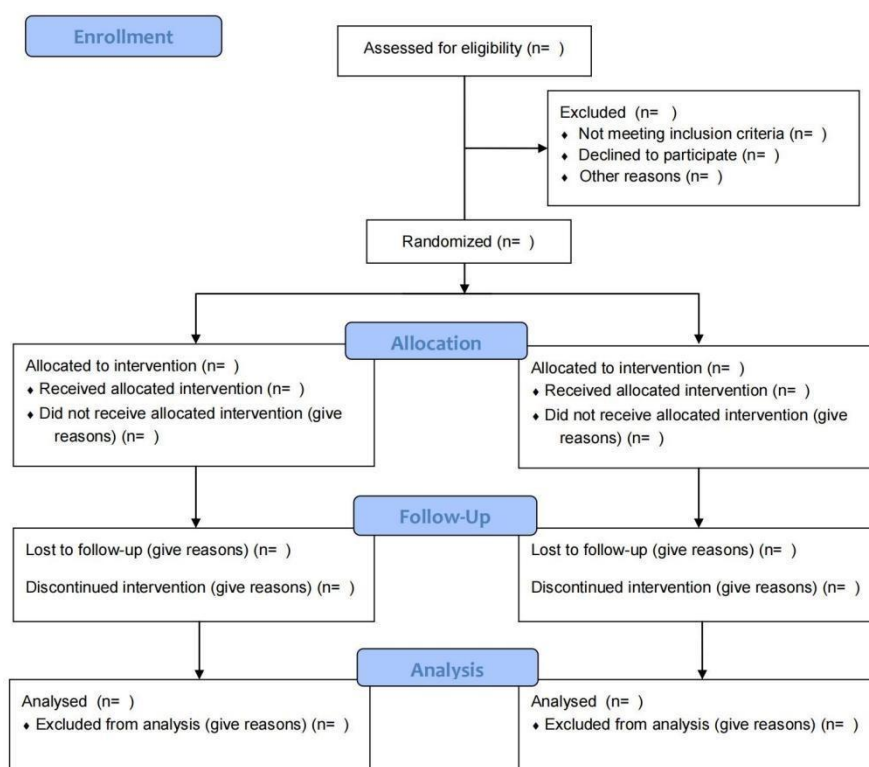 Enrollment
Assessed for eligibility (n=  )
Excluded  (n=  )
♦ Not meeting inclusion criteria (n=  )
♦ Declined to participate (n=  )
♦ Other reasons (n=  )
Randomized (n=  )
Allocation
Allocated to intervention (n=  )
♦ Received allocated intervention (n=  )
♦ Did not receive allocated intervention (give
reasons) (n=  )
Allocated to intervention (n=  )
♦ Received allocated intervention (n=  )
♦ Did not receive allocated intervention (give
reasons) (n=  )
Follow-Up
Lost to follow-up (give reasons) (n=  )
Discontinued intervention (give reasons) (n=  )
Lost to follow-up (give reasons) (n=  )
Discontinued intervention (give reasons) (n=  )
Analysis
Analysed  (n=  )
♦ Excluded from analysis (give reasons) (n=  )
Analysed  (n=  )
♦ Excluded from analysis (give reasons) (n=  )